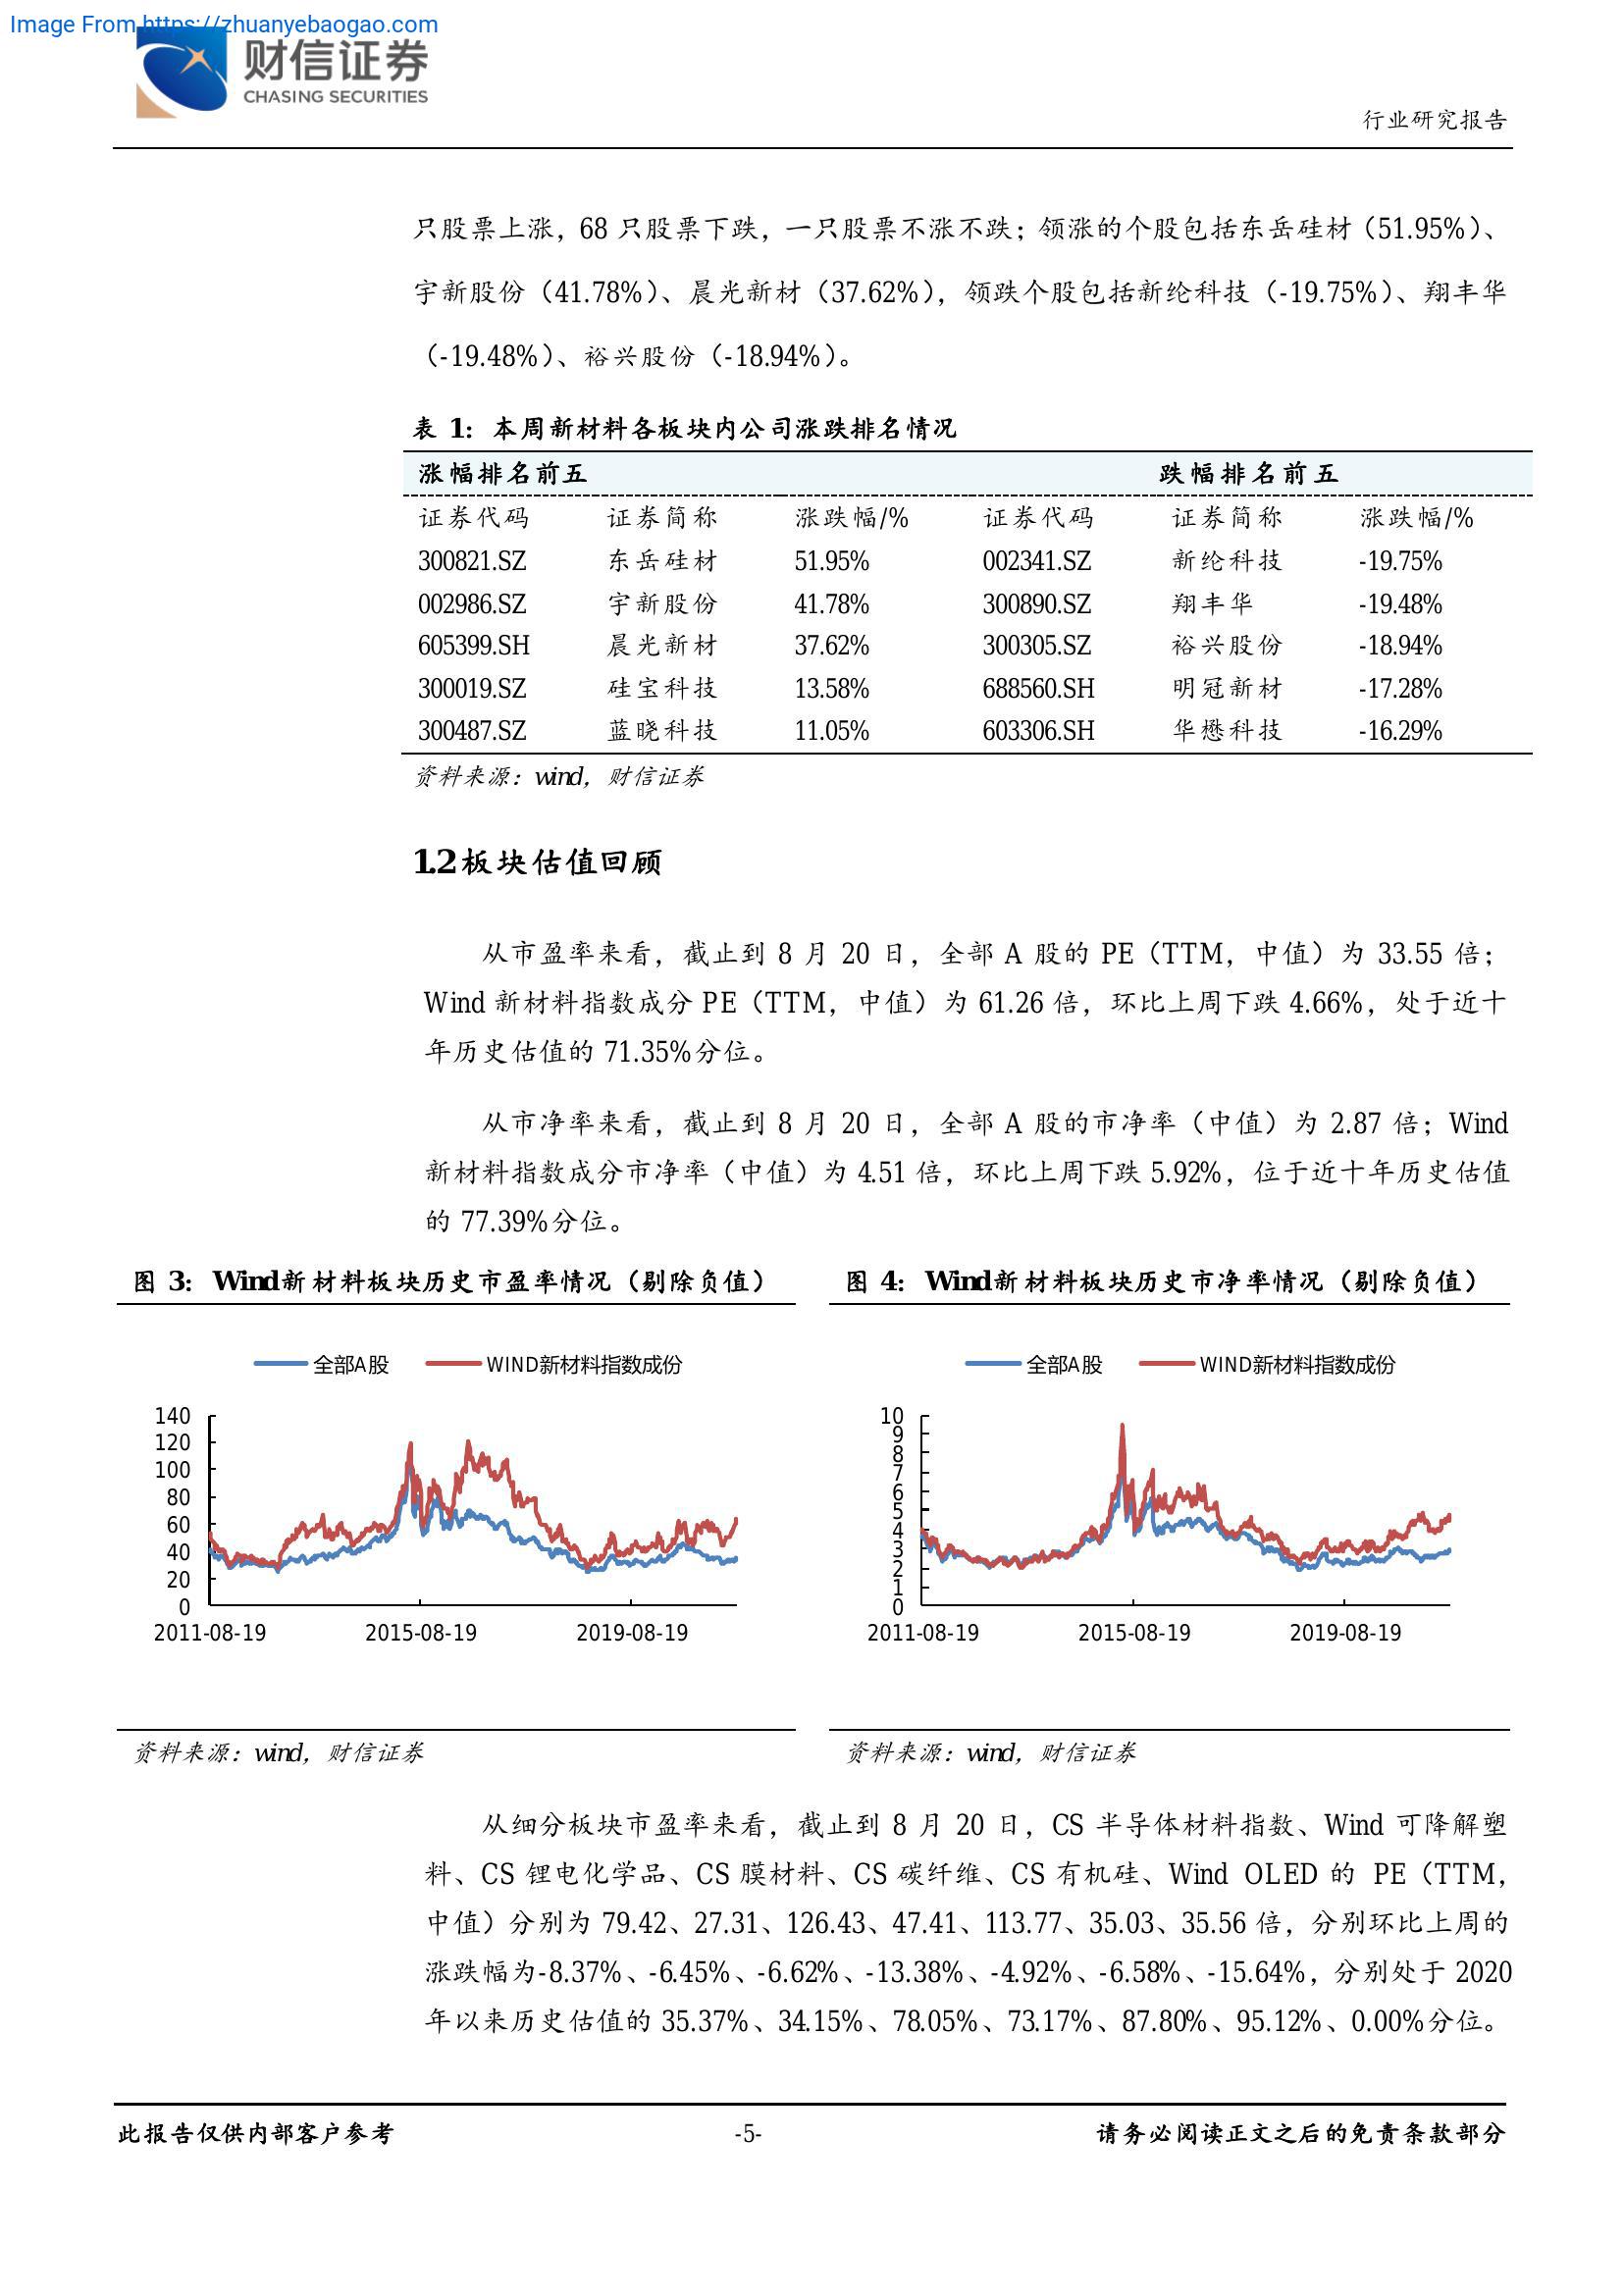 Image From https://zhuanyebaogao.com
财信证券
CHASING SECURITIES
行业研究报告
只股票上涨，68 只股票下跌，一只股票不涨不跌；领涨的个股包括东岳硅材（51.95%）、
宇新股份（41.78%）、晨光新材（37.62%），领跌个股包括新纶科技（-19.75%）、翔丰华
（-19.48%）、裕兴股份（-18.94%）。
表 1：本周新材料各板块内公司涨跌排名情况
涨幅排名前五 跌幅排名前五
证券代码 证券简称 涨跌幅/% 证券代码 证券简称 涨跌幅/%
300821.SZ 东岳硅材 51.95% 002341.SZ 新纶科技 -19.75%
002986.SZ 宇新股份 41.78% 300890.SZ 翔丰华 -19.48%
605399.SH 晨光新材 37.62% 300305.SZ 裕兴股份 -18.94%
300019.SZ 硅宝科技 13.58% 688560.SH 明冠新材 -17.28%
300487.SZ 蓝晓科技 11.05% 603306.SH 华懋科技 -16.29%
资料来源：wind，财信证券
1.2板块估值回顾
从市盈率来看，截止到 8 月 20 日，全部 A 股的 PE（TTM，中值）为 33.55 倍；
Wind 新材料指数成分 PE（TTM，中值）为 61.26 倍，环比上周下跌 4.66%，处于近十
年历史估值的 71.35%分位。
从市净率来看，截止到 8 月 20 日，全部 A 股的市净率（中值）为 2.87 倍；Wind
新材料指数成分市净率（中值）为 4.51 倍，环比上周下跌 5.92%，位于近十年历史估值
的 77.39%分位。
图 3：Wind新材料板块历史市盈率情况（剔除负值）
全部A股 WIND新材料指数成份
140
120
100
80
60
40
20
0
2011-08-19 2015-08-19 2019-08-19
资料来源：wind，财信证券
图 4：Wind新材料板块历史市净率情况（剔除负值）
全部A股 WIND新材料指数成份
10
9
8
7
6
5
4
3
2
1
0
2011-08-19 2015-08-19 2019-08-19
资料来源：wind，财信证券
从细分板块市盈率来看，截止到 8 月 20 日，CS 半导体材料指数、Wind 可降解塑
料、CS 锂电化学品、CS 膜材料、CS 碳纤维、CS 有机硅、Wind OLED 的 PE（TTM，
中值）分别为 79.42、27.31、126.43、47.41、113.77、35.03、35.56 倍，分别环比上周的
涨跌幅为-8.37%、-6.45%、-6.62%、-13.38%、-4.92%、-6.58%、-15.64%，分别处于 2020
年以来历史估值的 35.37%、34.15%、78.05%、73.17%、87.80%、95.12%、0.00%分位。
此报告仅供内部客户参考 -5- 请务必阅读正文之后的免责条款部分